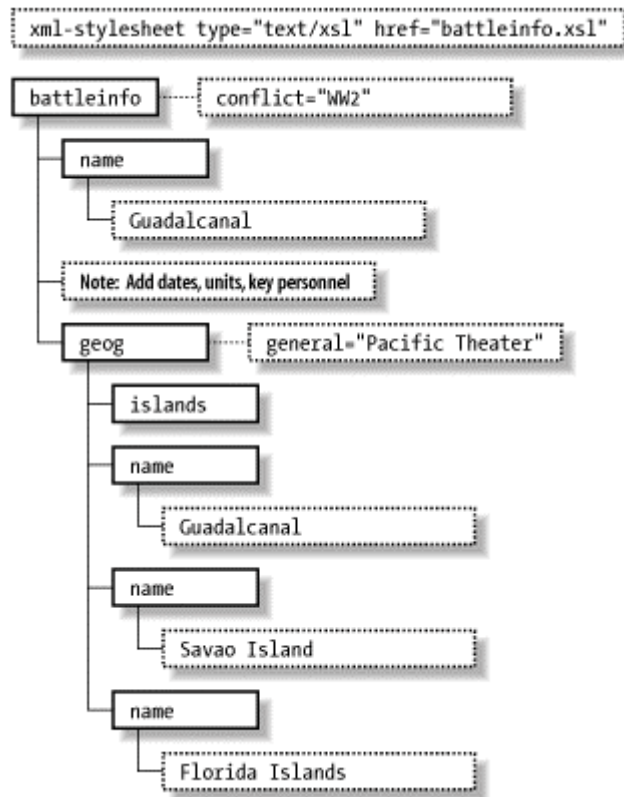 xml-stylesheet type="text/xsl" href="battleinfo.xsl"
battleinfo
conflict="WW2"
name
Guadalcanal
Note: Add dates, units, key personnel
geog
general="Pacific Theater"
islands
name
Guadalcanal
name
Savao Island
name
Florida Islands